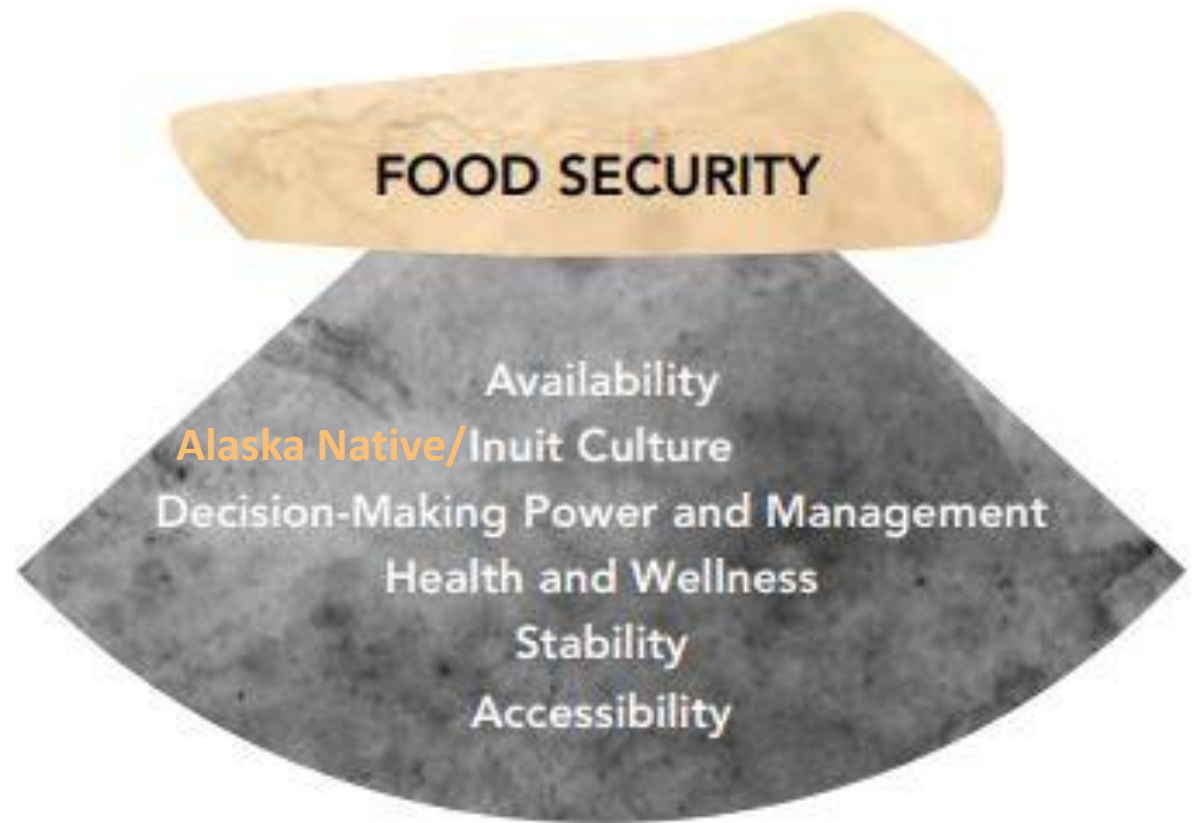 FOOD SECURITY
Availability
Alaska Native/Inuit Culture
Decision-Making Power and Management
Health and Wellness
Stability
Accessibility